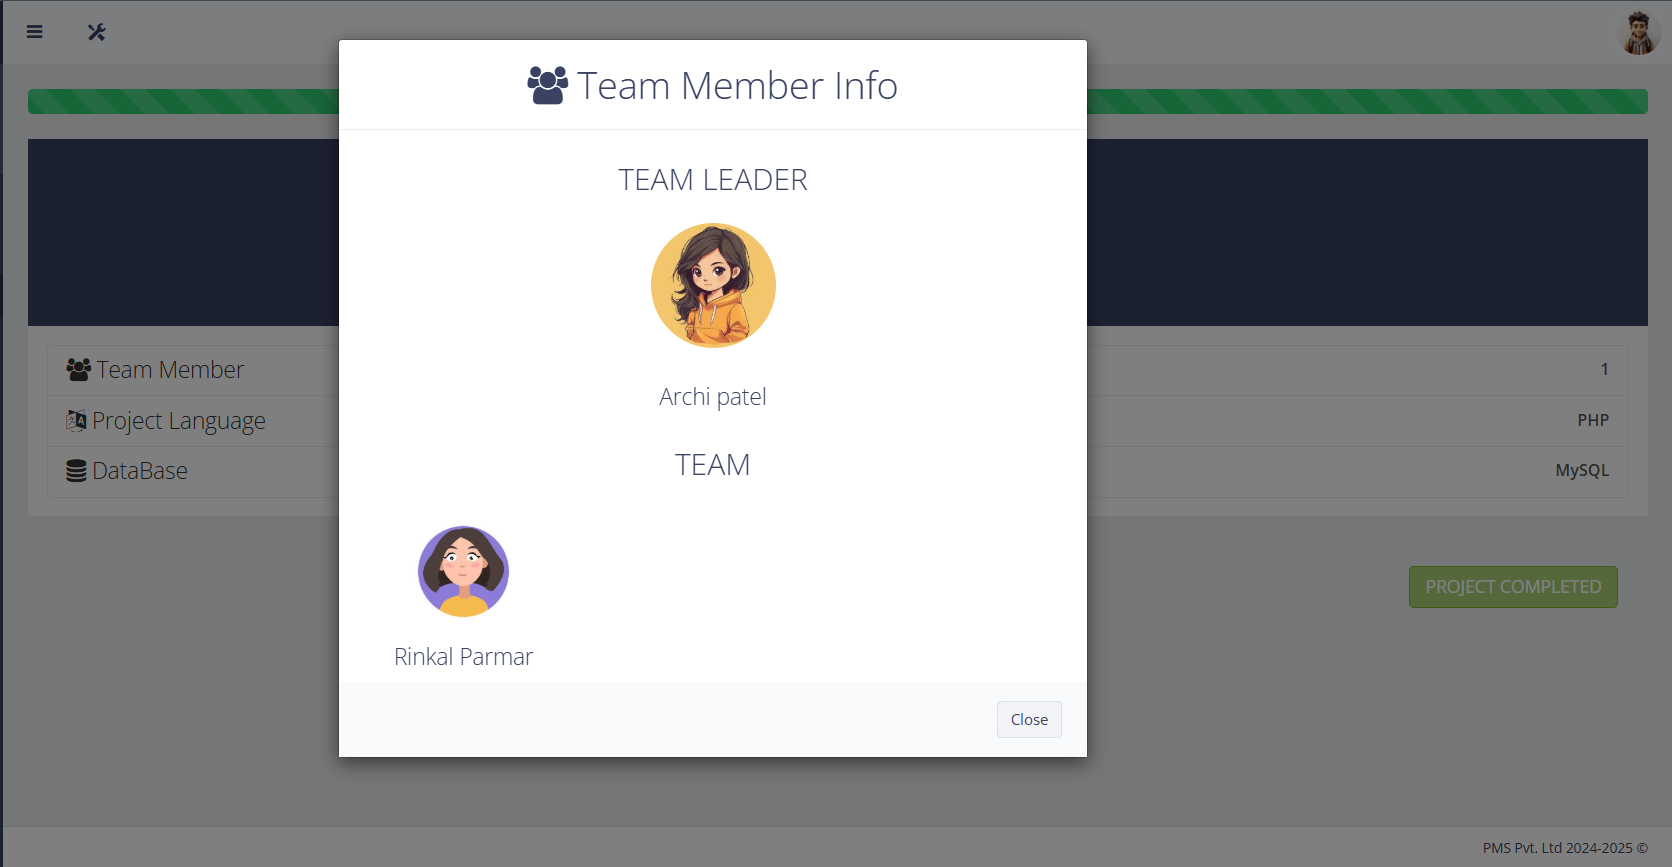 Team Member Info
TEAM LEADER
Archi patel
TEAM
Rinkal Parmar
Close
Team Member 1
Project Language PHP
DataBase MySQL
PROJECT COMPLETED
PMS Pvt. Ltd 2024-2025 ©